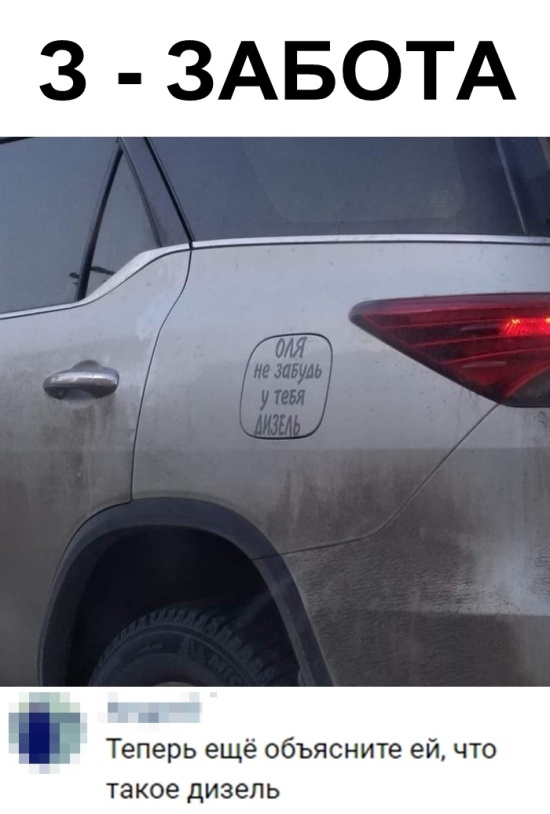 З - ЗАБОТА
ОЛЯ
не забудь
у тебя
ДИЗЕЛЬ
Теперь ещё объясните ей, что
такое дизель